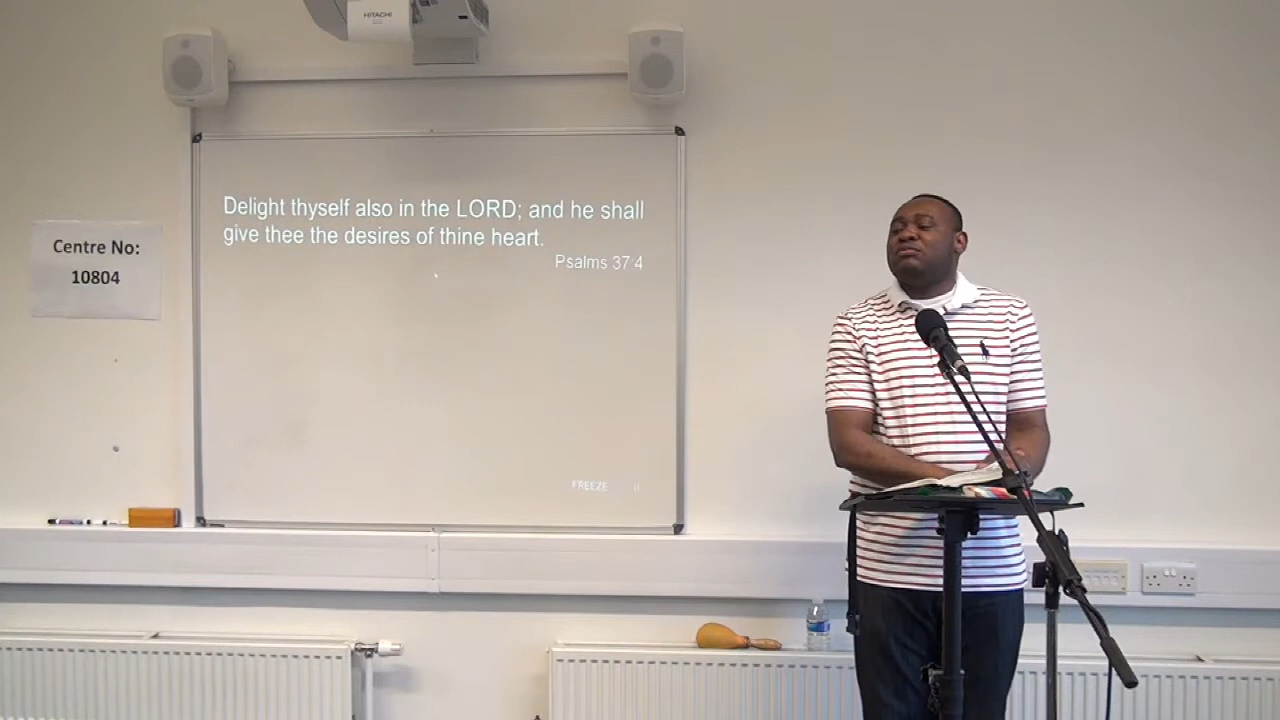 HITACHI
Delight thyself also in the LORD; and he shall
give thee the desires of thine heart.
Psalms 37:4
Centre No:
10804
FREEZE II